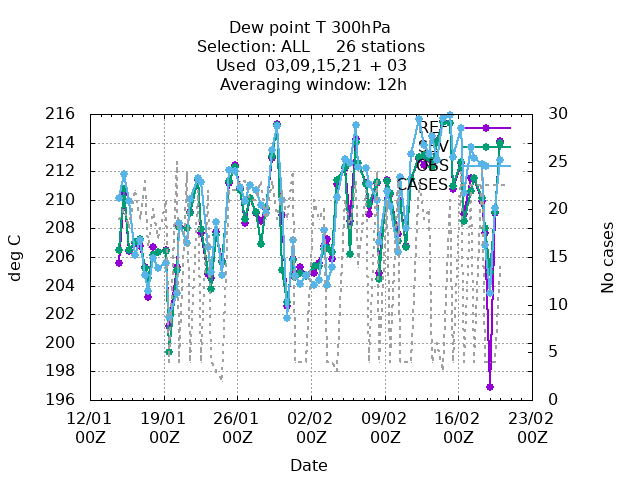 Dew point T 300hPa
Selection: ALL 26 stations
Used 03,09,15,21 + 03
Averaging window: 12h
216 30
REF
214
DEV
212 25
OBS
CASES
210 20
208
206 15
204
202 10
200
5
198
196 0
deg C
No cases
12/01 19/01 26/01 02/02 09/02 16/02 23/02
00Z 00Z 00Z 00Z 00Z 00Z 00Z
Date